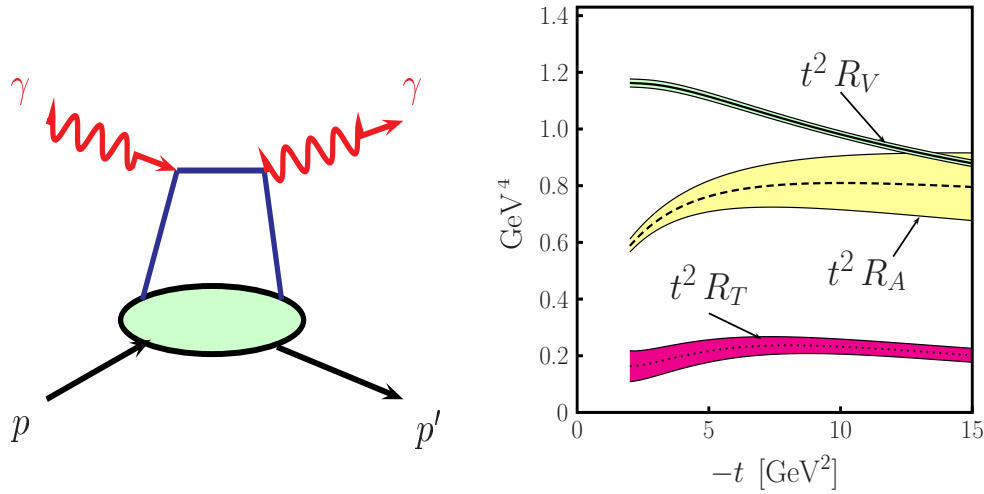 γ
γ
p
p′
1.4
1.2
1.0
0.8
0.6
0.4
0.2
0
GeV⁴
t² R_V
t² R_A
t² R_T
0
5
10
15
−t [GeV²]